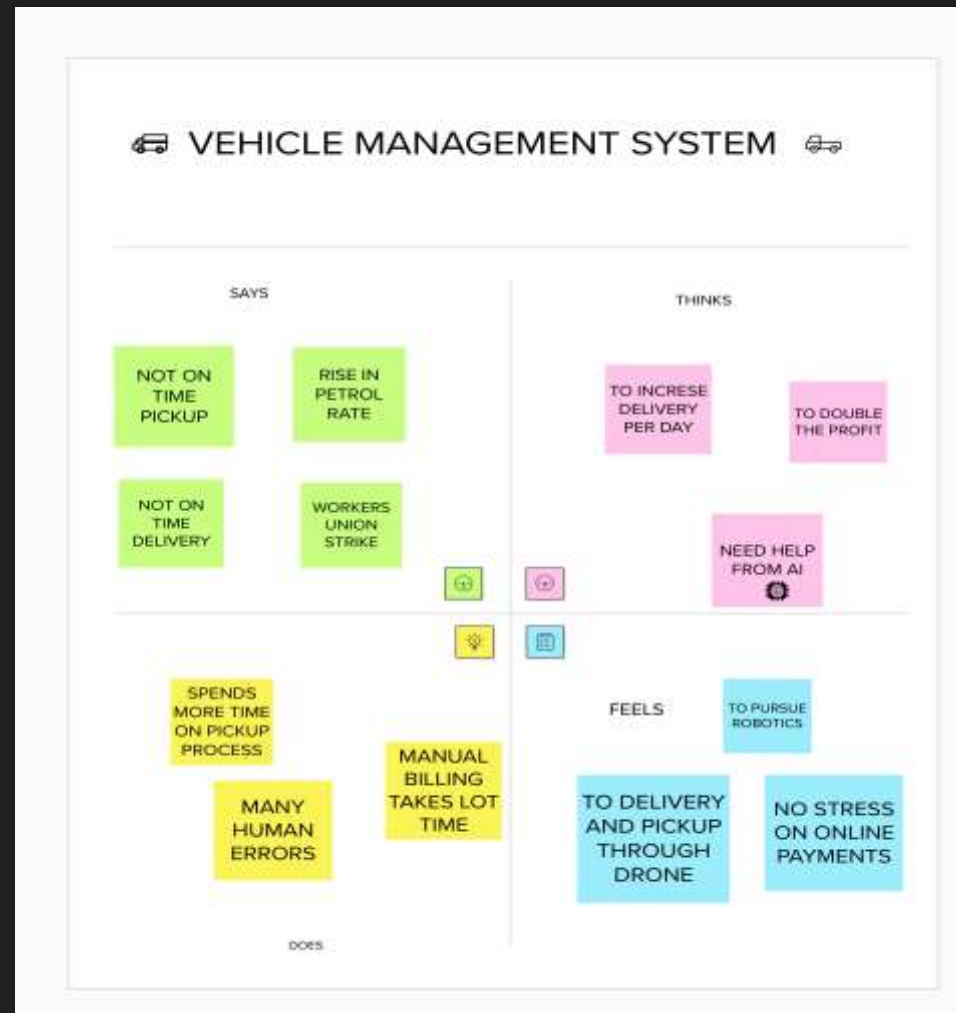 VEHICLE MANAGEMENT SYSTEM
SAYS
NOT ON
TIME
PICKUP
RISE IN
PETROL
RATE
NOT ON
TIME
DELIVERY
WORKERS
UNION
STRIKE
THINKS
TO INCRESE
DELIVERY
PER DAY
TO DOUBLE
THE PROFIT
NEED HELP
FROM AI
SPENDS
MORE TIME
ON PICKUP
PROCESS
MANUAL
BILLING
TAKES LOT
TIME
MANY
HUMAN
ERRORS
DOES
FEELS
TO PURSUE
ROBOTICS
TO DELIVERY
AND PICKUP
THROUGH
DRONE
NO STRESS
ON ONLINE
PAYMENTS